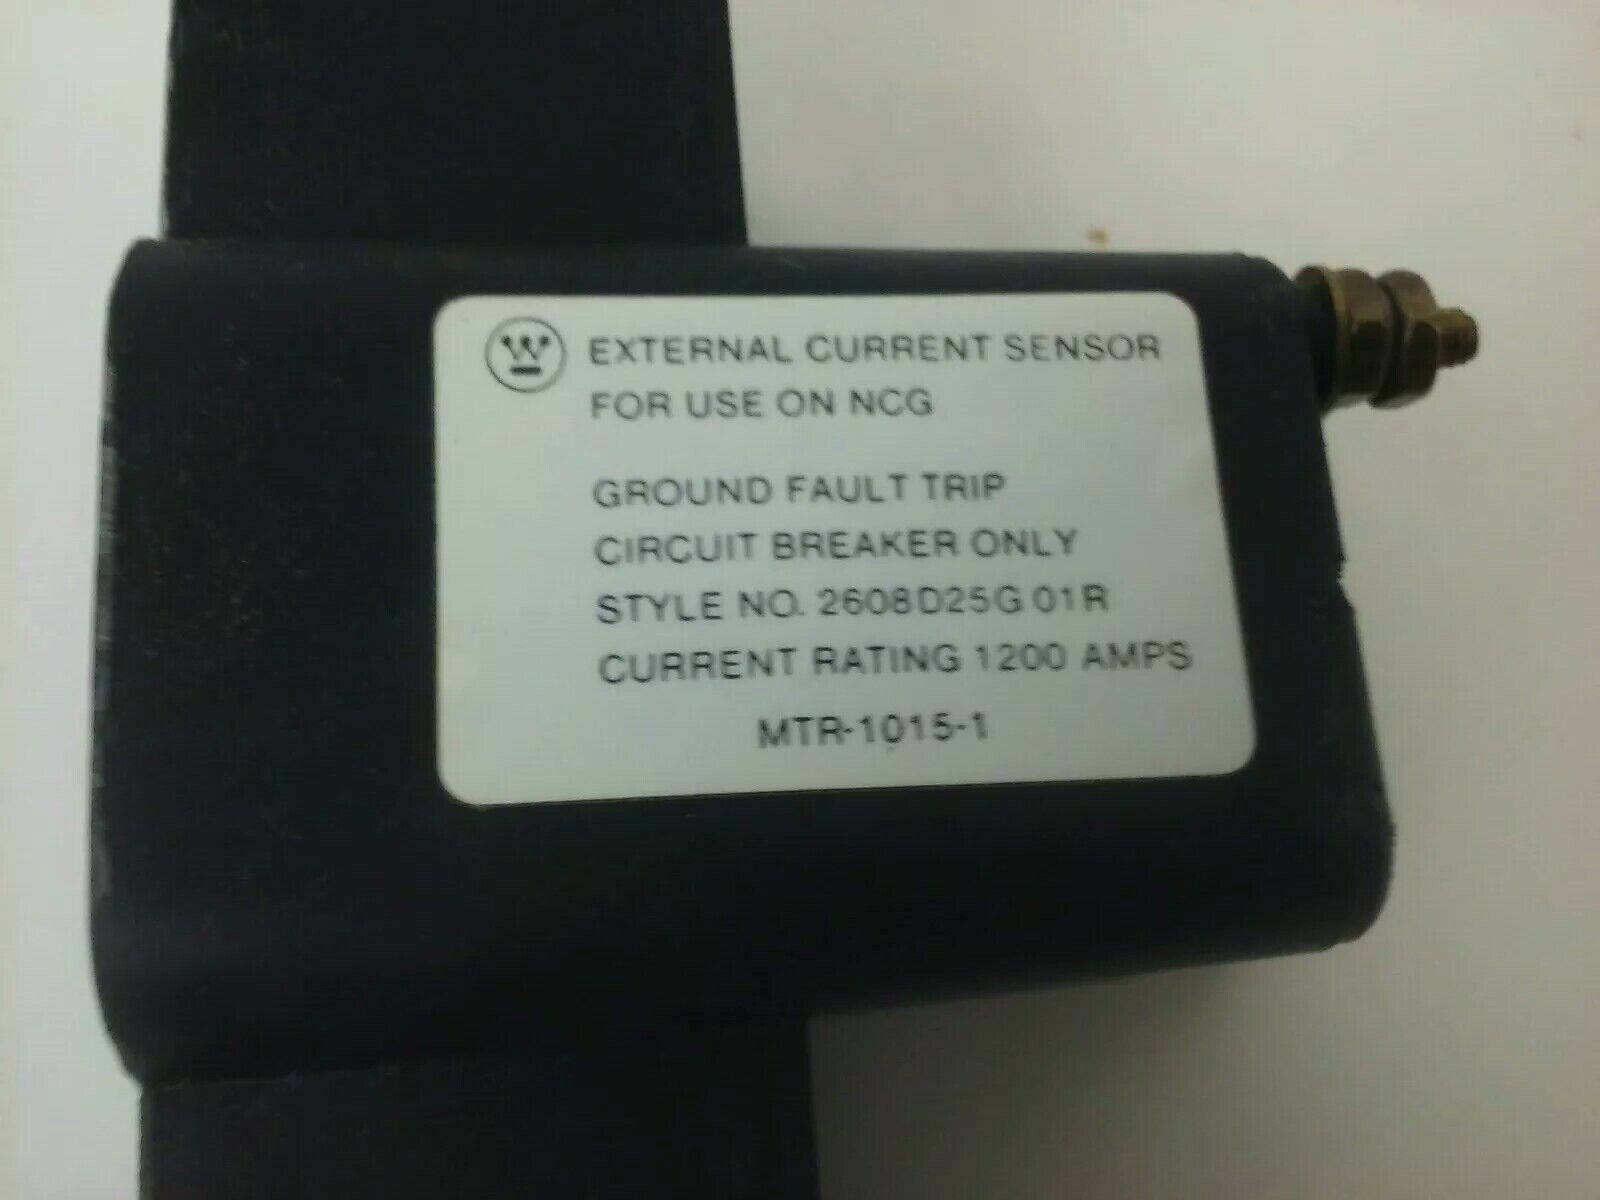 EXTERNAL CURRENT SENSOR
FOR USE ON NCG
GROUND FAULT TRIP
CIRCUIT BREAKER ONLY
STYLE NO. 2608D25G01R
CURRENT RATING 1200 AMPS
MTR-1015-1